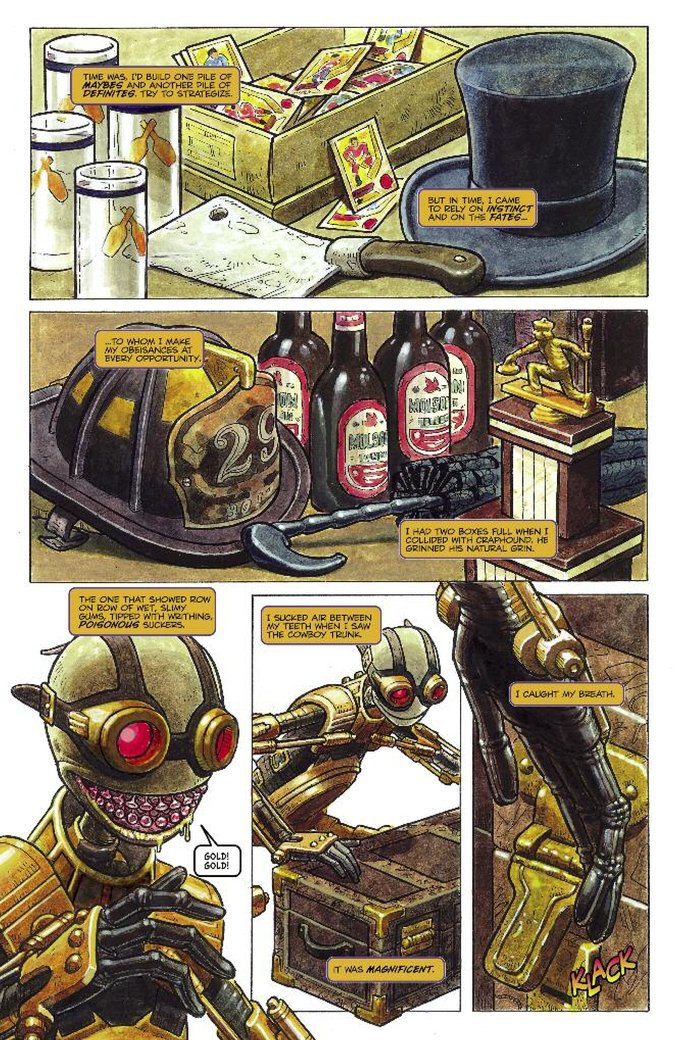 TIME WAS, I'D BUILD ONE PILE OF
MAYBES AND ANOTHER PILE OF
DEFINITES. TRY TO STRATEGIZE.
BUT IN TIME, I CAME
TO RELY ON INSTINCT
AND ON THE FATES...
...TO WHOM I MAKE
MY OBEISANCES AT
EVERY OPPORTUNITY.
29
MOLSON
MOLSON
I HAD TWO BOXES FULL WHEN I
COLLIDED WITH CRAPHOUND. HE
GRINNED HIS NATURAL GRIN.
THE ONE THAT SHOWED ROW
ON ROW OF WET, SLIMY
GUMS, TIPPED WITH WRITHING,
POISONOUS SUCKERS.
GOLD!
GOLD!
I SUCKED AIR BETWEEN
MY TEETH WHEN I SAW
THE COWBOY TRUNK.
IT WAS MAGNIFICENT.
I CAUGHT MY BREATH.
KLACK